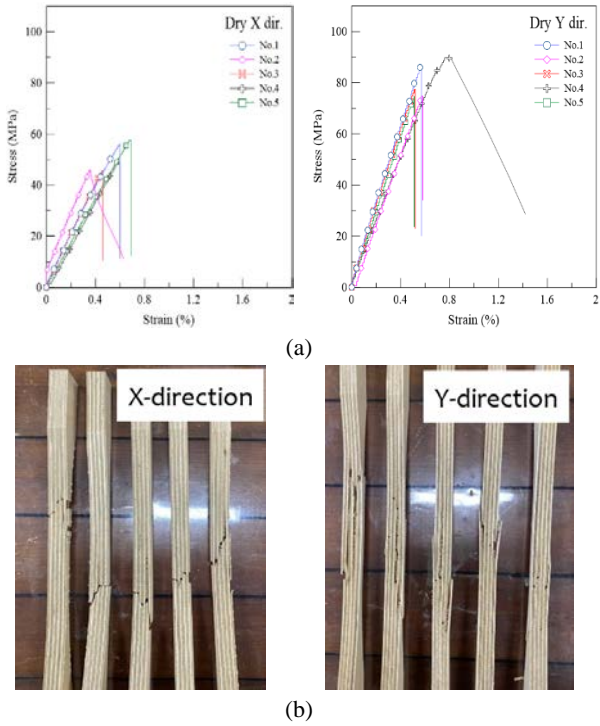 Dry X dir.
No.1
No.2
No.3
No.4
No.5
Stress (MPa)
100
80
60
40
20
0
0
0.4
0.8
1.2
1.6
2
Strain (%)
Dry Y dir.
No.1
No.2
No.3
No.4
No.5
Stress (MPa)
100
80
60
40
20
0
0
0.4
0.8
1.2
1.6
2
Strain (%)
(a)
X-direction
Y-direction
(b)